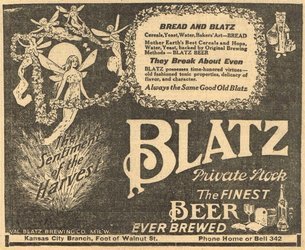 BREAD AND BLATZ
Cereals, Yeast, Water, Bakers' Art—BREAD
Mother Earth's Best Cereals and Hops,
Water, Yeast, backed by Original Brewing
Methods — BLATZ BEER
They Break About Even
BLATZ possesses time-hundred virtues—
old fashioned tonic properties, delicacy of
flavor, and character.
Always the Same Good Old Blatz
The
Sentiment
of the
Harvest
BLATZ
Private Stock
The FINEST
BEER
EVER BREWED
VAL. BLATZ BREWING CO. MILW.
Kansas City Branch, Foot of Walnut St.
Phone Home or Bell 342